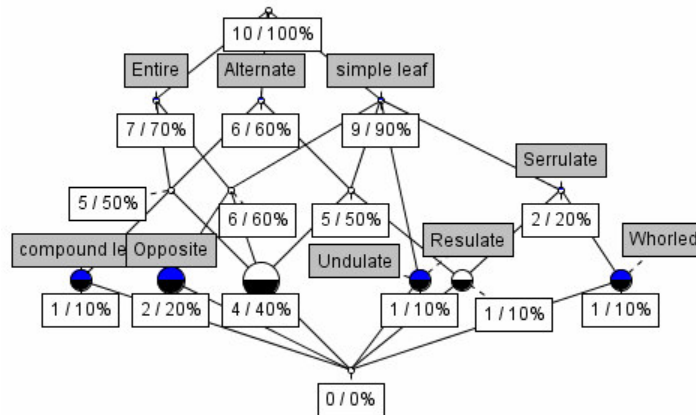 10 / 100%
Entire
Alternate
simple leaf
7 / 70%
6 / 60%
9 / 90%
Serrulate
5 / 50%
6 / 60%
5 / 50%
2 / 20%
compound le
Opposite
Undulate
Resulate
Whorled
1 / 10%
2 / 20%
4 / 40%
1 / 10%
1 / 10%
1 / 10%
0 / 0%